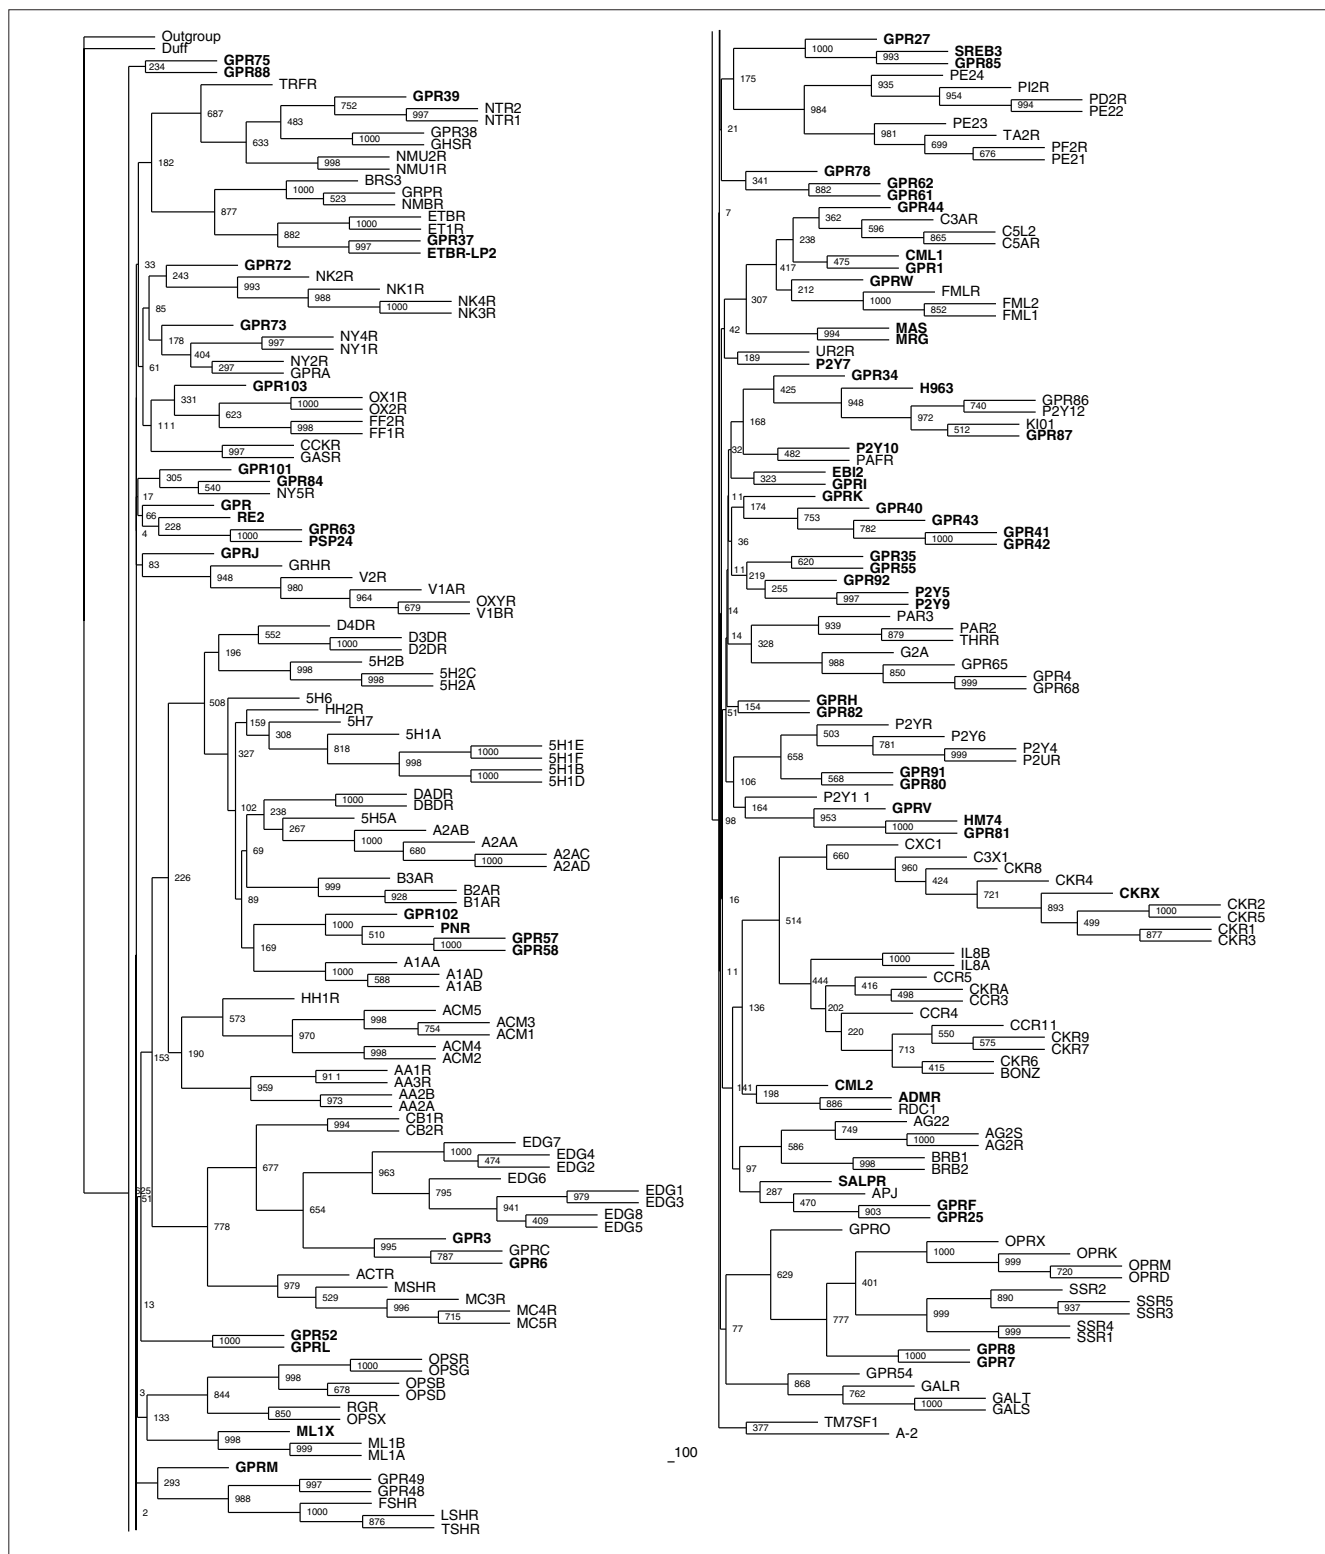 Outgroup
Duff
GPR75
234
GPR88
TRFR
GPR39
752
NTR2
687
997
NTR1
483
GPR38
633
1000
GHSR
NMU2R
182
998
NMU1R
BRS3
1000
GRPR
523
NMBR
877
ETBR
1000
ET1R
882
GPR37
997
ETBR-LP2
33
GPR72
243
NK2R
993
NK1R
988
NK4R
85
1000
NK3R
GPR73
178
NY4R
997
NY1R
404
NY2R
61
297
GPRA
GPR103
331
OX1R
1000
OX2R
623
FF2R
111
998
FF1R
CCKR
997
GASR
GPR101
305
GPR84
540
NY5R
17
GPR
66
RE2
228
GPR63
4
1000
PSP24
GPRJ
83
GRHR
948
V2R
980
V1AR
964
OXYR
679
V1BR
D4DR
552
D3DR
1000
D2DR
196
5H2B
998
5H2C
998
5H2A
508
5H6
HH2R
159
5H7
308
5H1A
327
818
5H1E
1000
5H1F
998
5H1B
1000
5H1D
DADR
1000
DBDR
102
238
5H5A
267
A2AB
1000
A2AA
69
680
A2AC
1000
A2AD
226
B3AR
999
B2AR
89
928
B1AR
GPR102
1000
PNR
510
GPR57
169
1000
GPR58
A1AA
1000
A1AD
588
A1AB
HH1R
573
ACM5
998
ACM3
970
754
ACM1
190
ACM4
998
ACM2
153
AA1R
911
AA3R
959
AA2B
973
AA2A
CB1R
994
CB2R
677
EDG7
1000
EDG4
474
EDG2
963
EDG6
795
EDG1
625
979
51
EDG3
654
941
EDG8
409
EDG5
778
GPR3
995
GPRC
787
GPR6
ACTR
979
MSHR
529
MC3R
13
996
MC4R
715
MC5R
GPR52
1000
GPRL
OPSR
1000
OPSG
998
OPSB
678
OPSD
3
844
RGR
133
850
OPSX
ML1X
998
ML1B
999
ML1A
GPRM
293
GPR49
997
GPR48
988
FSHR
1000
LSHR
2
876
TSHR
GPR27
1000
SREB3
993
GPR85
175
PE24
935
PI2R
954
PD2R
984
994
PE22
21
PE23
981
TA2R
699
PF2R
676
PE21
GPR78
341
GPR62
882
GPR61
7
GPR44
362
C3AR
596
C5L2
238
865
C5AR
CML1
417
475
GPR1
GPRW
212
FMLR
307
1000
FML2
852
FML1
42
MAS
994
MRG
UR2R
189
P2Y7
GPR34
425
H963
948
GPR86
740
P2Y12
168
972
KI01
512
GPR87
32
P2Y10
482
PAFR
EBI2
323
GPRI
11
GPRK
174
GPR40
753
GPR43
782
GPR41
36
1000
GPR42
GPR35
620
11
GPR55
219
GPR92
255
P2Y5
997
P2Y9
14
PAR3
939
PAR2
14
879
THRR
328
G2A
988
GPR65
850
GPR4
999
GPR68
GPRH
154
51
GPR82
P2YR
503
P2Y6
781
P2Y4
658
999
P2UR
GPR91
106
568
GPR80
P2Y1 1
164
GPRV
953
HM74
98
1000
GPR81
CXC1
660
C3X1
960
CKR8
424
CKR4
721
CKRX
16
893
CKR2
1000
CKR5
499
514
CKR1
877
CKR3
IL8B
1000
IL8A
11
444
CCR5
416
CKRA
498
CCR3
136
202
CCR4
220
CCR11
550
CKR9
575
CKR7
713
CKR6
415
BONZ
141
CML2
198
ADMR
886
RDC1
AG22
749
AG2S
586
1000
AG2R
BRB1
97
998
BRB2
SALPR
287
APJ
470
GPRF
903
GPR25
GPRO
OPRX
1000
OPRK
999
OPRM
629
720
OPRD
401
SSR2
890
SSR5
999
937
SSR3
777
SSR4
77
999
SSR1
GPR8
1000
GPR7
GPR54
868
GALR
762
GALT
1000
GALS
TM7SF1
377
A-2
_100